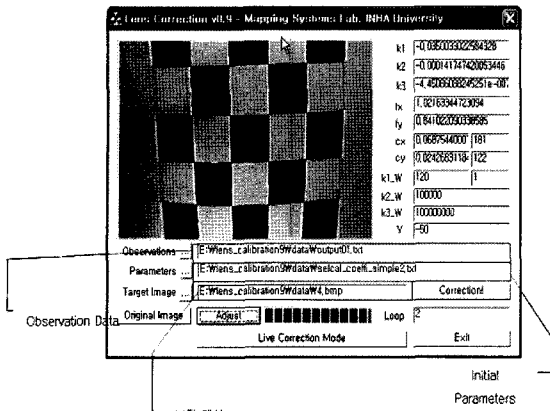 Lens Correction v0.9 - Mapping Systems Lab. INHA University
k1 -0,0350033022584328
k2 -0,000141747420053446
k3
fx 1,02163344723094
fy 0,841022090338585
cx 0,0687544000 181
cy 0,0242663118 122
k1_W 120 1
k2_W 100000
k3_W 100000000
Y -50
Observations ... E:₩lens_calibration9₩data₩output01.txt
Parameters ... E:₩lens_calibration9₩data₩selcal_coeffi_simple2.txt
Target Image ... E:₩lens_calibration9₩data₩4.bmp Correction!
Original Image Adjust Loop 2
Live Correction Mode Exit
Observation Data
Initial
Parameters